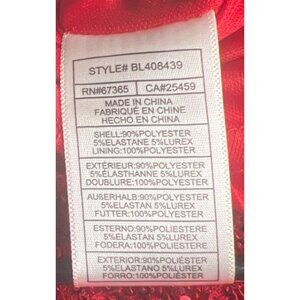 STYLE# BL408439
RN#67365 CA#25459
MADE IN CHINA
FABRIQUÉ EN CHINE
HECHO EN CHINA
SHELL:90%POLYESTER
5%ELASTANE 5%LUREX
LINING:100%POLYESTER
EXTÉRIEUR:90%POLYESTER
5%ÉLASTHANNE 5%LUREX
DOUBLURE:100%POLYESTER
AUßERHALB:90%POLYESTER
5%ELASTAN 5%LUREX
FUTTER:100%POLYESTER
ESTERNO:90%POLIESTERE
5%ELASTAN 5%LUREX
FODERA:100%POLIESTERE
EXTERIOR:90%POLIÉSTER
5%ELASTANO 5%LUREX
FORRO:100%POLIÉSTER